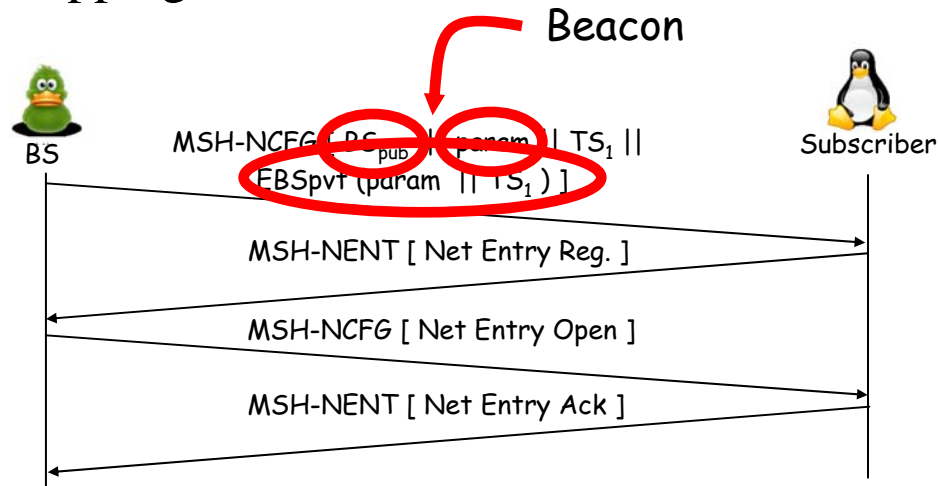 Beacon
BS
MSH-NCFG [ BSpub || param || TS1 ||
EBSpvt (param || TS1 ) ]
Subscriber
MSH-NENT [ Net Entry Reg. ]
MSH-NCFG [ Net Entry Open ]
MSH-NENT [ Net Entry Ack ]